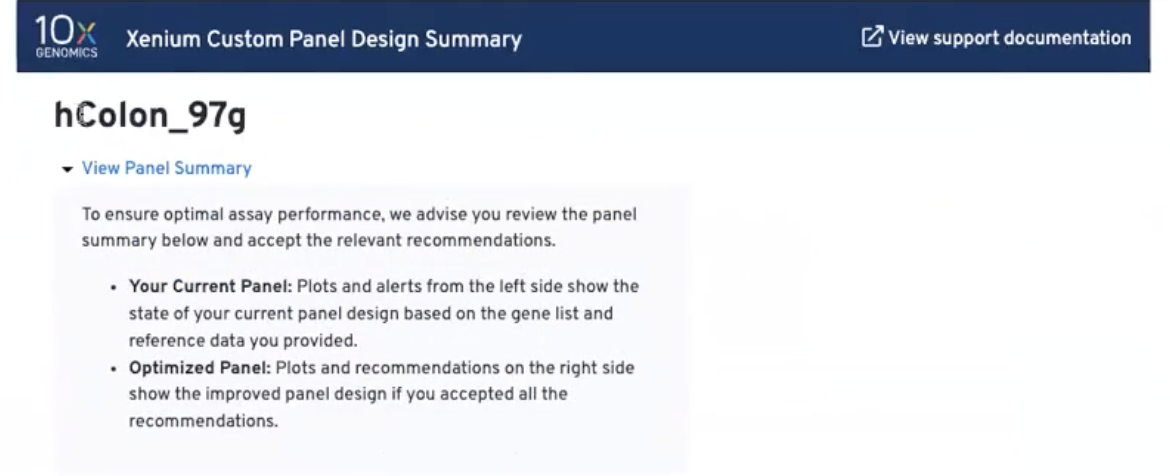 10x
GENOMICS
Xenium Custom Panel Design Summary
View support documentation
hColon_97g
View Panel Summary
To ensure optimal assay performance, we advise you review the panel
summary below and accept the relevant recommendations.
• Your Current Panel: Plots and alerts from the left side show the
state of your current panel design based on the gene list and
reference data you provided.
• Optimized Panel: Plots and recommendations on the right side
show the improved panel design if you accepted all the
recommendations.